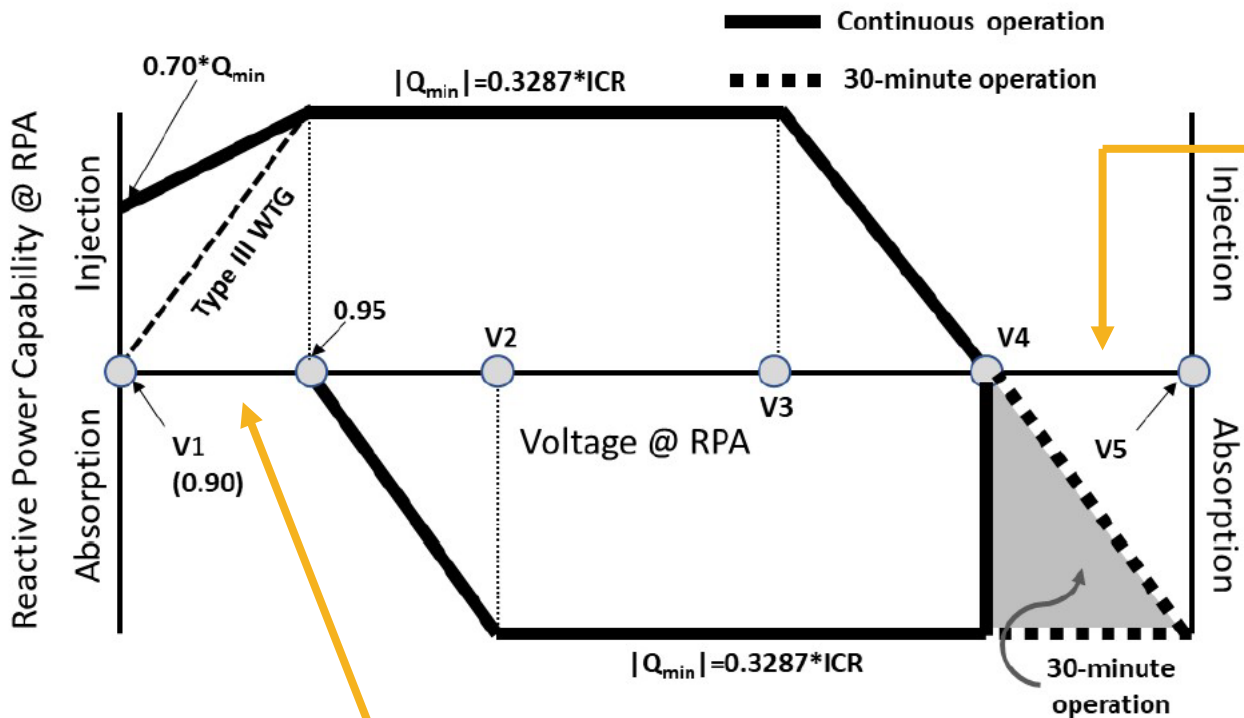 Continuous operation
30-minute operation
0.70*Qmin
|Qmin|=0.3287*ICR
Reactive Power Capability @ RPA
Injection
Absorption
Type III WTG
Injection
Absorption
0.95
V2
V3
V4
V5
V1
(0.90)
Voltage @ RPA
|Qmin|=0.3287*ICR
30-minute
operation